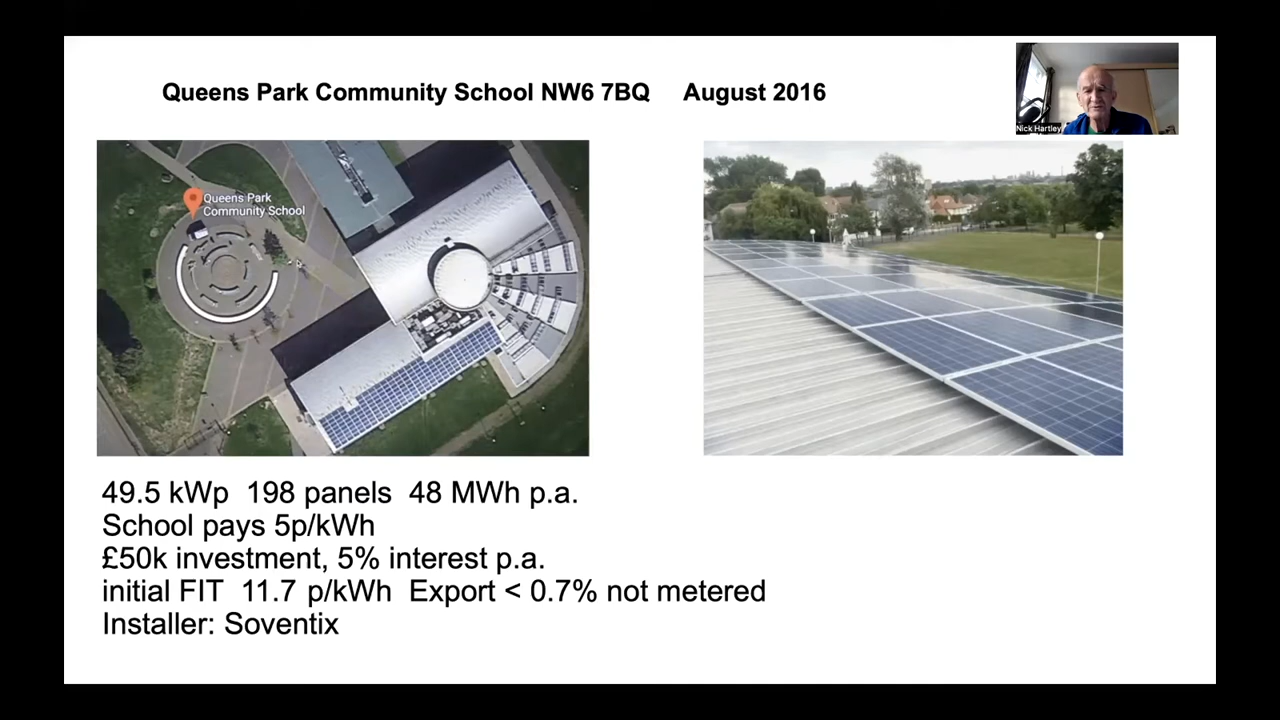 Queens Park Community School NW6 7BQ August 2016
Nick Hartley
Queens Park
Community School
49.5 kWp 198 panels 48 MWh p.a.
School pays 5p/kWh
£50k investment, 5% interest p.a.
initial FIT 11.7 p/kWh Export < 0.7% not metered
Installer: Soventix